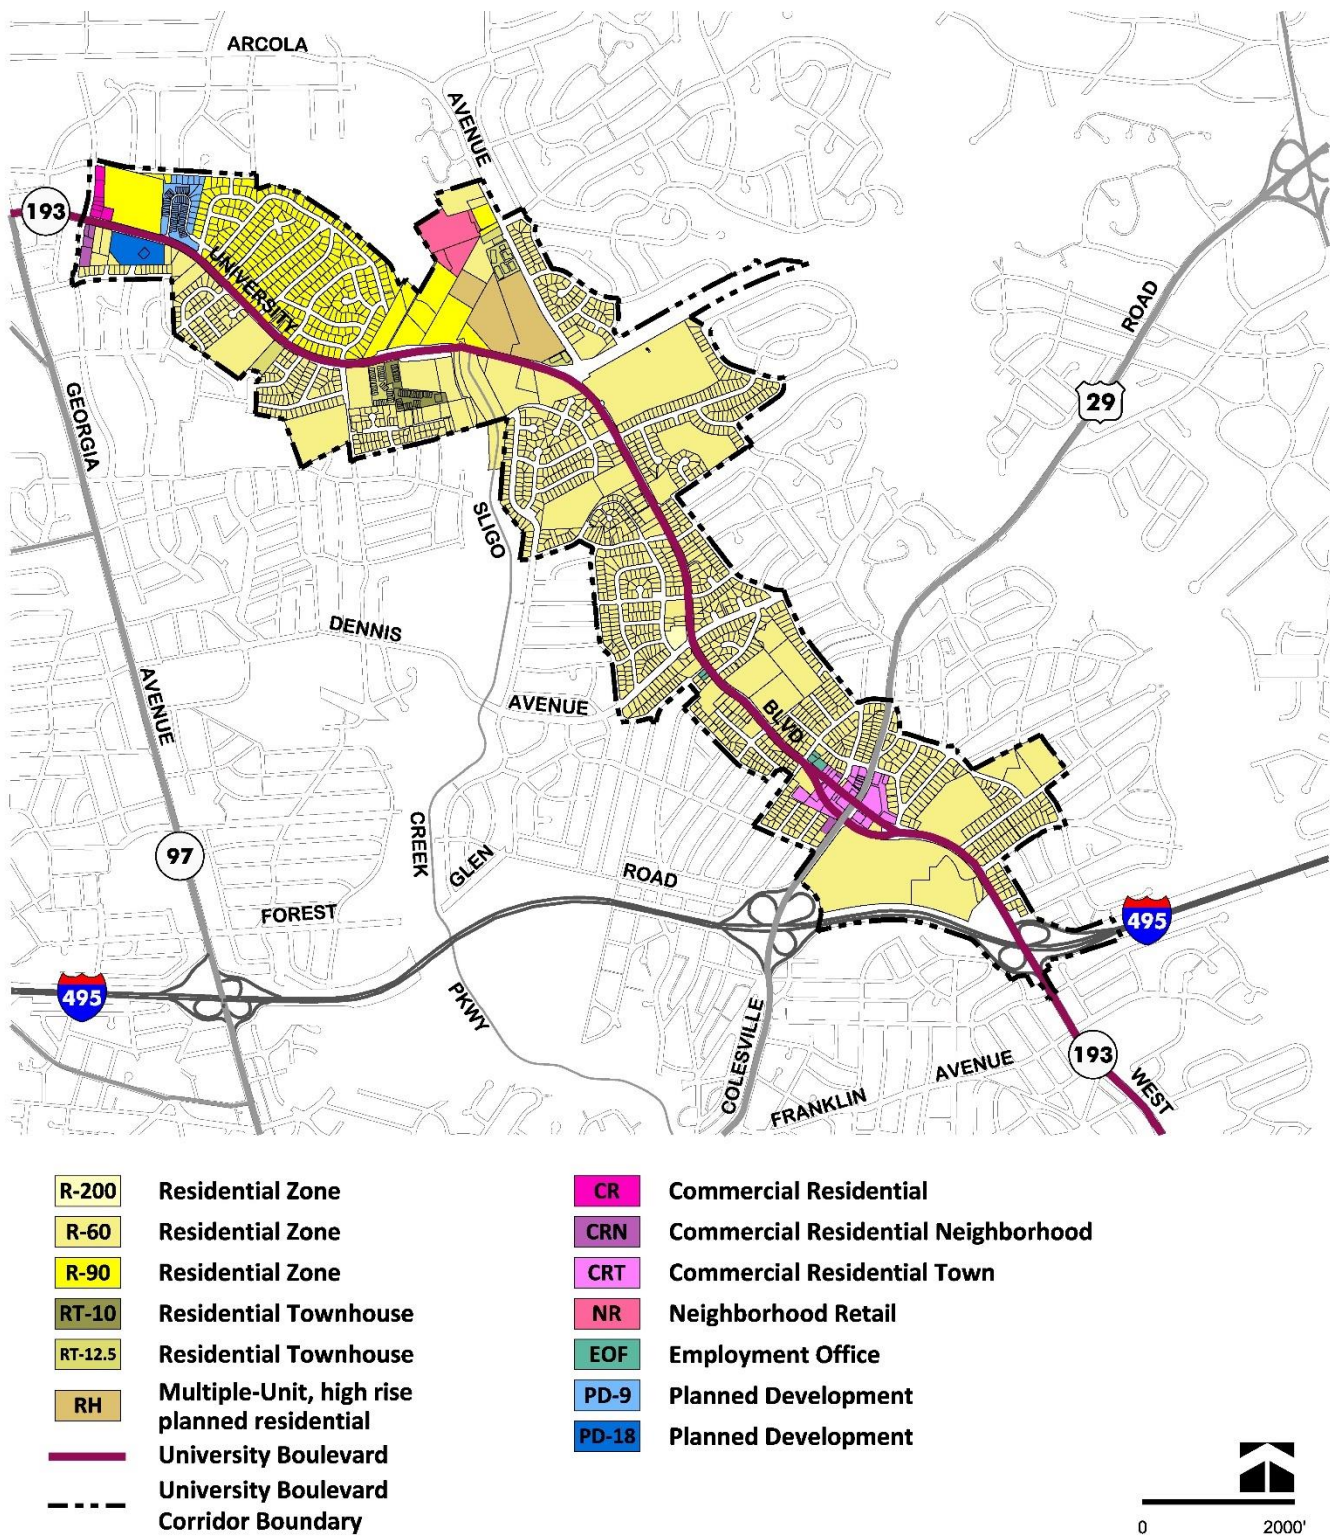 ARCOLA
AVENUE
193
UNIVERSITY
ROAD
29
GEORGIA
SLIGO
DENNIS
AVENUE
AVENUE
BLVD
CREEK
GLEN
ROAD
97
FOREST
495
495
PKWY
COLESVILLE
FRANKLIN
AVENUE
193
WEST
R-200 Residential Zone
R-60 Residential Zone
R-90 Residential Zone
RT-10 Residential Townhouse
RT-12.5 Residential Townhouse
RH Multiple-Unit, high rise
planned residential
University Boulevard
University Boulevard
Corridor Boundary
CR Commercial Residential
CRN Commercial Residential Neighborhood
CRT Commercial Residential Town
NR Neighborhood Retail
EOF Employment Office
PD-9 Planned Development
PD-18 Planned Development
0 2000'